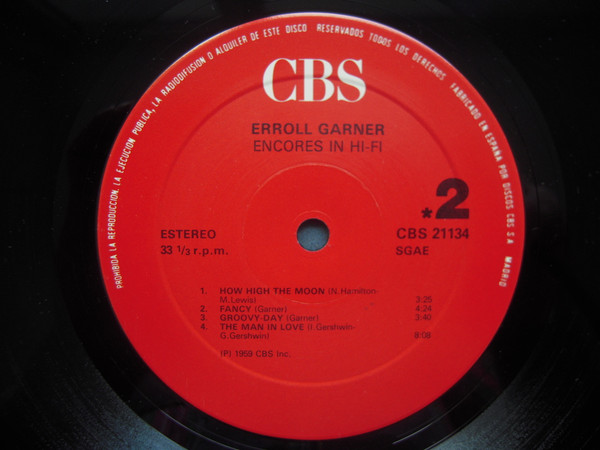 PROHIBIDA LA REPRODUCCION, LA EJECUCION PUBLICA, LA RADIODIFUSION O ALQUILER DE ESTE DISCO RESERVADOS TODOS LOS DERECHOS FABRICADO EN ESPAÑA POR DISCOS CBS S.A. MADRID
CBS
ERROLL GARNER
ENCORES IN HI-FI
*2
ESTEREO
33 1/3 r.p.m.
CBS 21134
SGAE
1. HOW HIGH THE MOON (N. Hamilton-
M. Lewis) 3:25
2. FANCY (Garner) 4:24
3. GROOVY-DAY (Garner) 3:40
4. THE MAN IN LOVE (I. Gershwin-
G. Gershwin) 8:08
(P) 1959 CBS Inc.